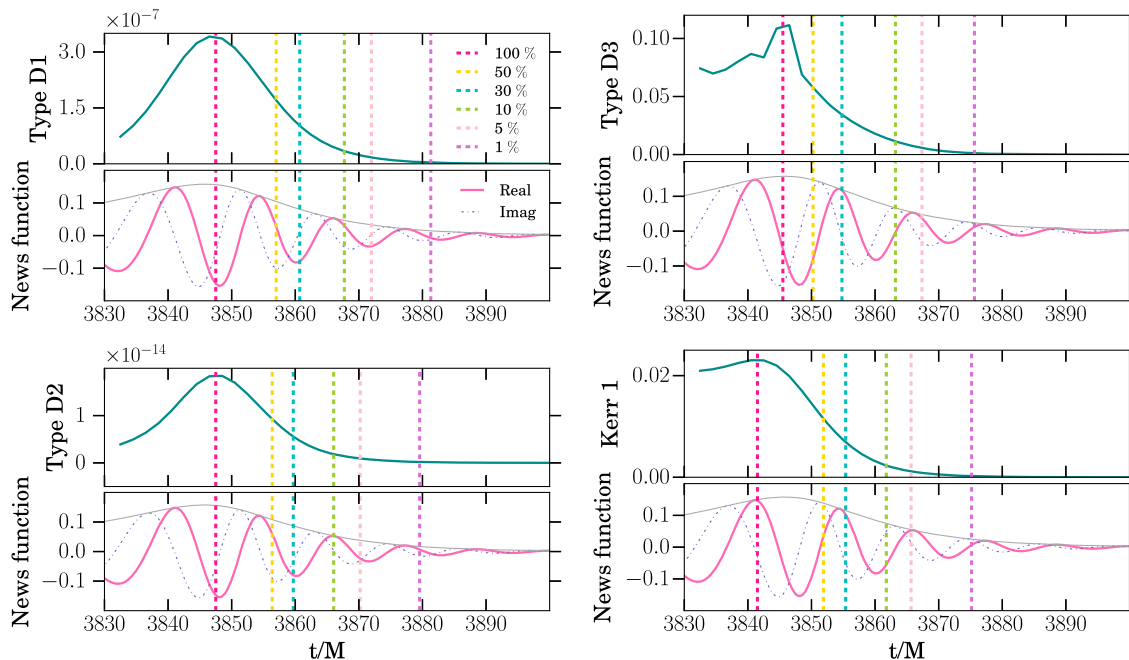 ×10⁻⁷
3.0
1.5
0.0
Type D1
100 %
50 %
30 %
10 %
5 %
1 %
0.1
0.0
−0.1
News function
Real
Imag
3830 3840 3850 3860 3870 3880 3890
0.10
0.05
0.00
Type D3
0.1
0.0
−0.1
News function
3830 3840 3850 3860 3870 3880 3890
×10⁻¹⁴
1
0
Type D2
0.1
0.0
−0.1
News function
3830 3840 3850 3860 3870 3880 3890
t/M
0.02
0.00
Kerr 1
0.1
0.0
−0.1
News function
3830 3840 3850 3860 3870 3880 3890
t/M